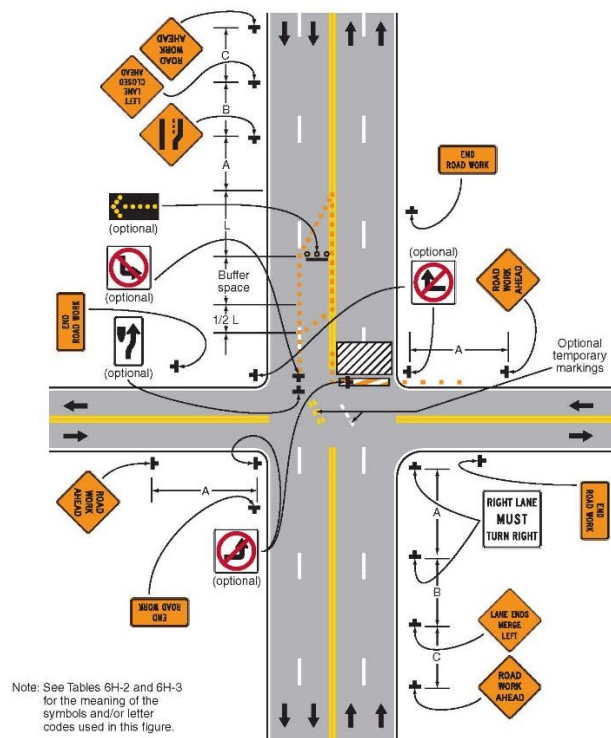 ROAD
WORK
AHEAD
LEFT
LANE
CLOSED
AHEAD
C
B
A
L
Buffer
space
1/2 L
(optional)
(optional)
END
ROAD WORK
(optional)
END
ROAD WORK
(optional)
ROAD
WORK
AHEAD
A
Optional
temporary
markings
ROAD
WORK
AHEAD
A
(optional)
END
ROAD WORK
A
RIGHT LANE
MUST
TURN RIGHT
END
ROAD WORK
B
LANE ENDS
MERGE
LEFT
C
ROAD
WORK
AHEAD
Note: See Tables 6H-2 and 6H-3
for the meaning of the
symbols and/or letter
codes used in this figure.